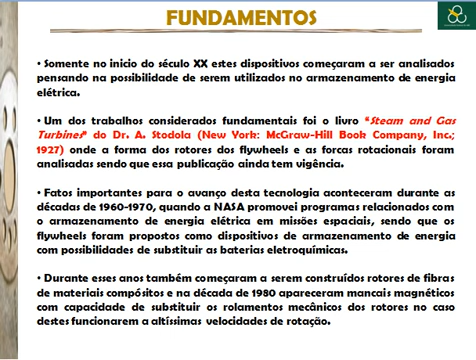 FUNDAMENTOS
• Somente no inicio do século XX estes dispositivos começaram a ser analisados
pensando na possibilidade de serem utilizados no armazenamento de energia
elétrica.
• Um dos trabalhos considerados fundamentais foi o livro "Steam and Gas
Turbines" do Dr. A. Stodola (New York: McGraw-Hill Book Company, Inc.;
1927) onde a forma dos rotores dos flywheels e as forcas rotacionais foram
analisadas sendo que essa publicação ainda tem vigência.
• Fatos importantes para o avanço desta tecnologia aconteceram durante as
décadas de 1960-1970, quando a NASA promovei programas relacionados com
o armazenamento de energia elétrica em missões espaciais, sendo que os
flywheels foram propostos como dispositivos de armazenamento de energia
com possibilidades de substituir as baterias eletroquímicas.
• Durante esses anos também começaram a serem construídos rotores de fibras
de materiais compósitos e na década de 1980 apareceram mancais magnéticos
com capacidade de substituir os rolamentos mecânicos dos rotores no caso
destes funcionarem a altíssimas velocidades de rotação.